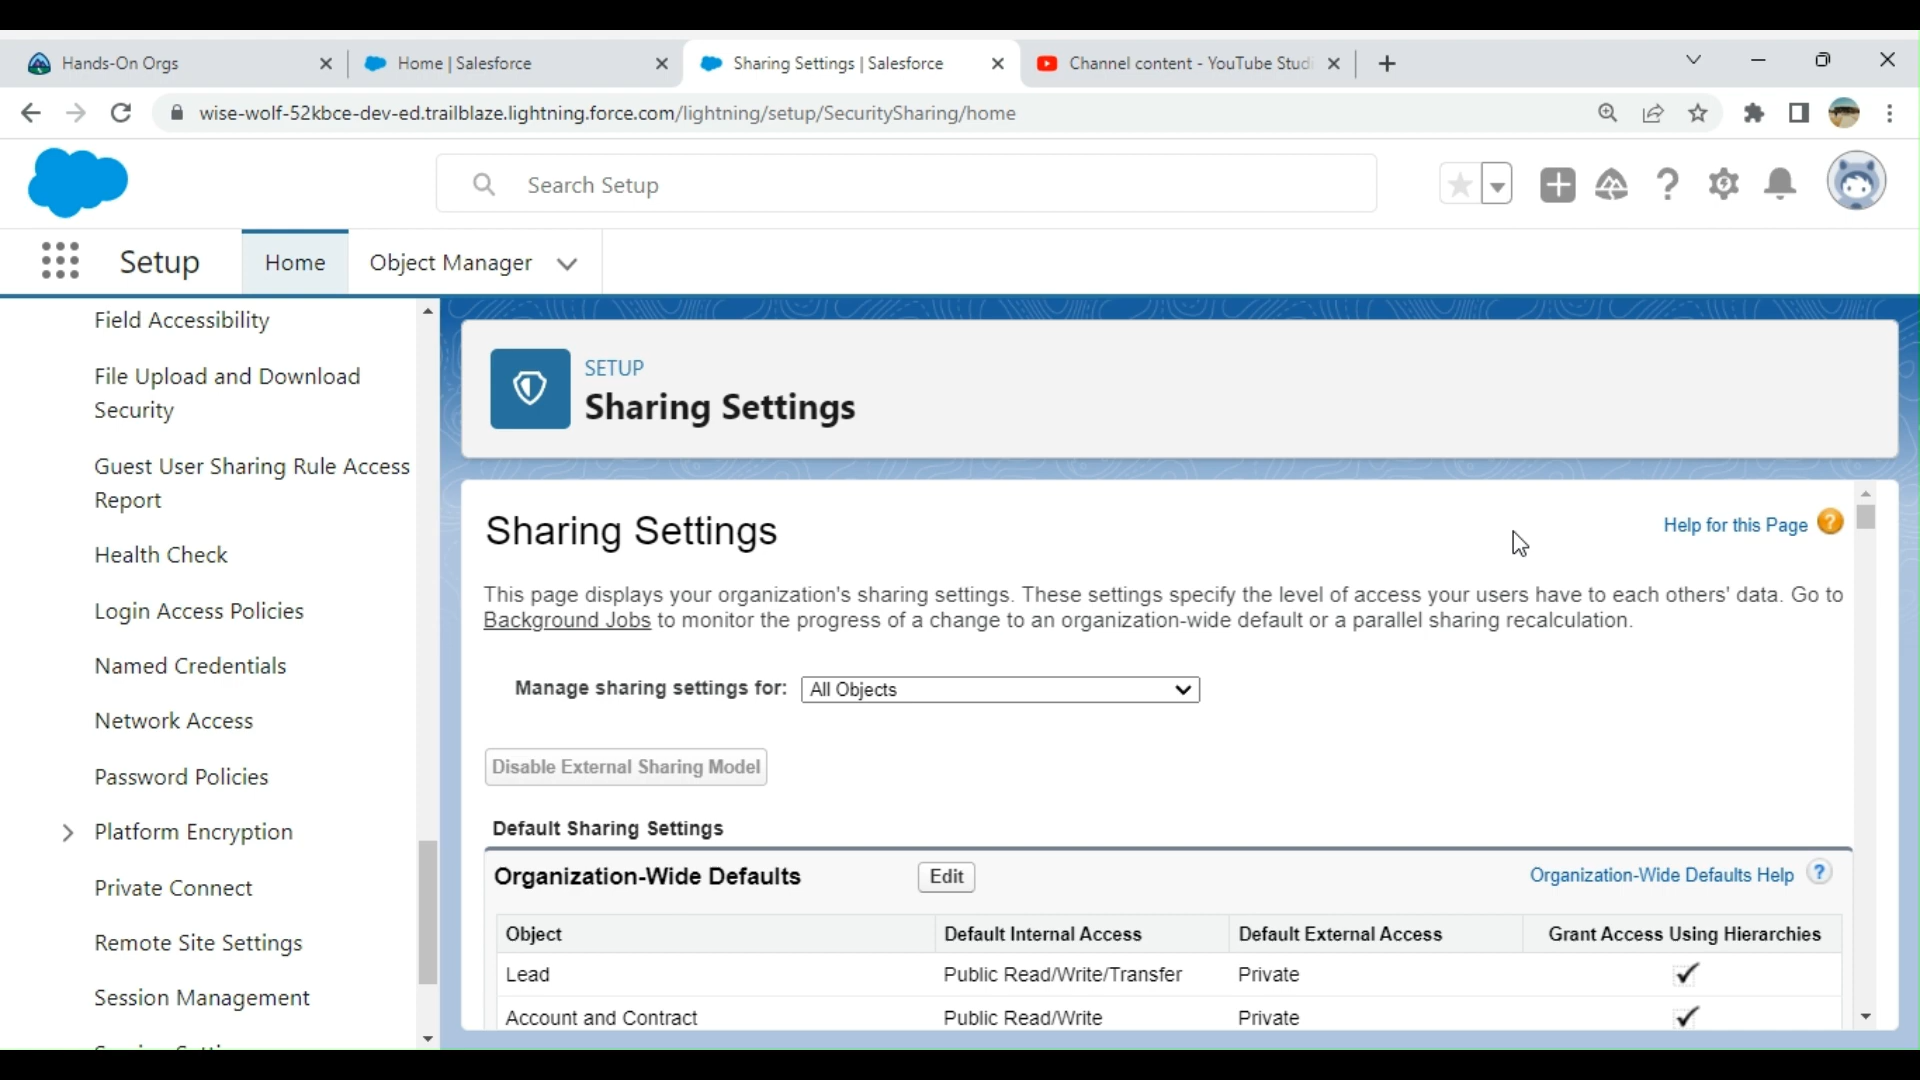 Hands-On Orgs
Home | Salesforce
Sharing Settings | Salesforce
Channel content - YouTube Studi
wise-wolf-52kbce-dev-ed.trailblaze.lightning.force.com/lightning/setup/SecuritySharing/home
Search Setup
Setup
Home
Object Manager
Field Accessibility
File Upload and Download
Security
Guest User Sharing Rule Access
Report
Health Check
Login Access Policies
Named Credentials
Network Access
Password Policies
Platform Encryption
Private Connect
Remote Site Settings
Session Management
SETUP
Sharing Settings
Sharing Settings
Help for this Page ?
This page displays your organization's sharing settings. These settings specify the level of access your users have to each others' data. Go to
Background Jobs to monitor the progress of a change to an organization-wide default or a parallel sharing recalculation.
Manage sharing settings for: All Objects
Disable External Sharing Model
Default Sharing Settings
Organization-Wide Defaults Edit Organization-Wide Defaults Help ?
Object Default Internal Access Default External Access Grant Access Using Hierarchies
Lead Public Read/Write/Transfer Private ✓
Account and Contract Public Read/Write Private ✓